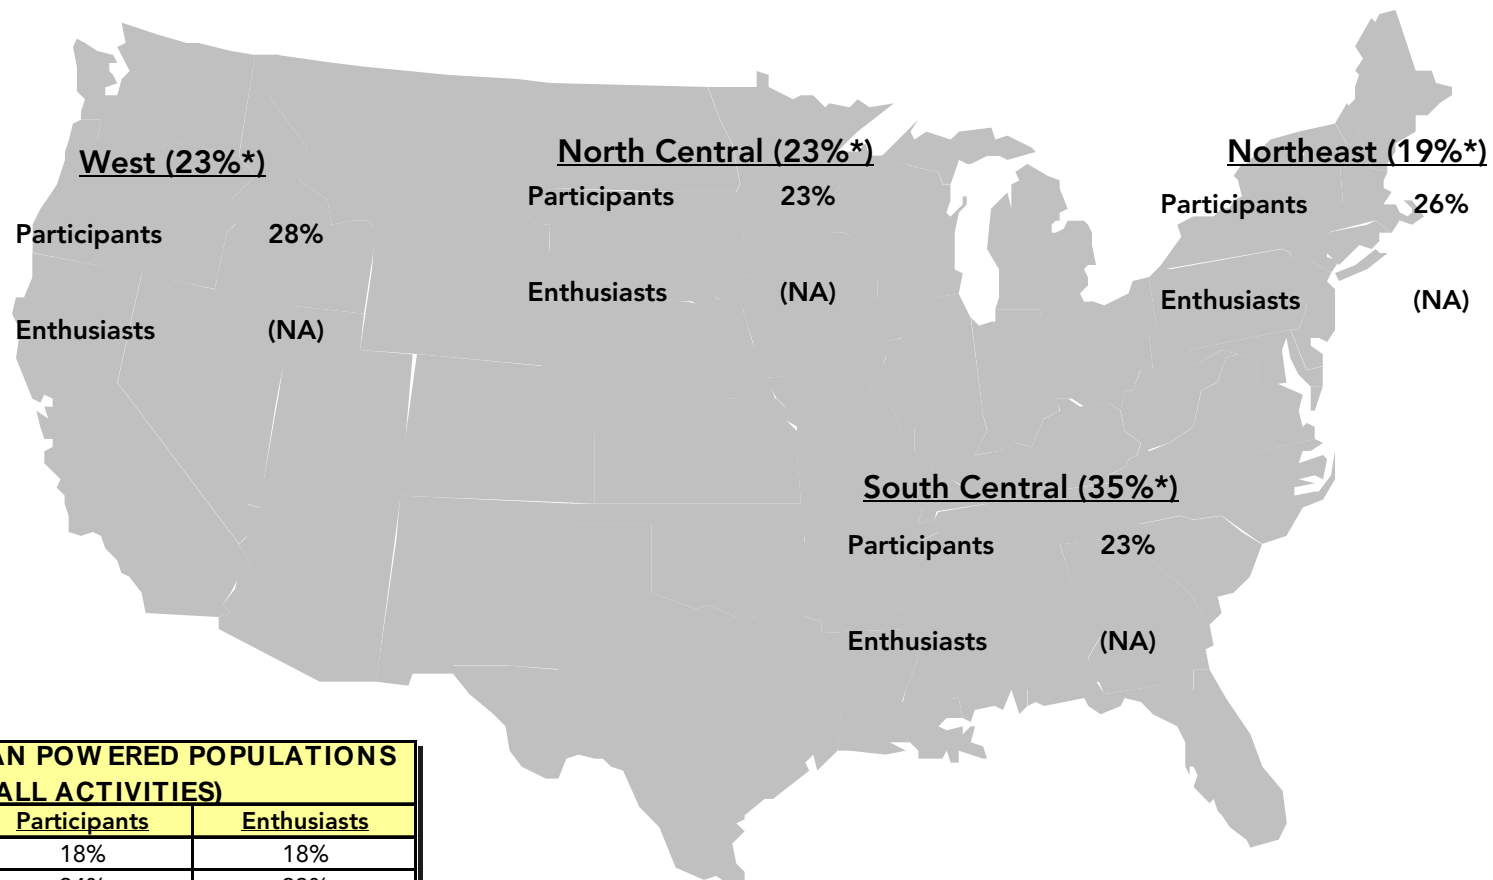 West (23%*)
Participants 28%
Enthusiasts (NA)
North Central (23%*)
Participants 23%
Enthusiasts (NA)
Northeast (19%*)
Participants 26%
Enthusiasts (NA)
South Central (35%*)
Participants 23%
Enthusiasts (NA)
AN POWERED POPULATIONS
ALL ACTIVITIES)
Participants Enthusiasts
18% 18%